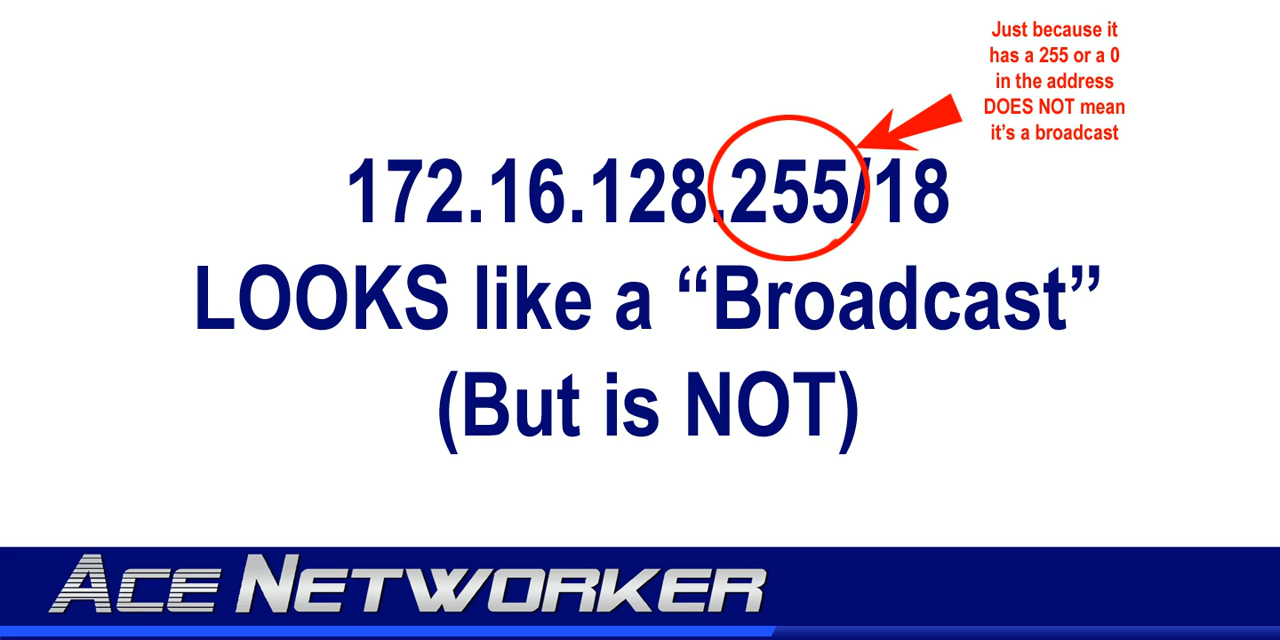 Just because it
has a 255 or a 0
in the address
DOES NOT mean
it's a broadcast
172.16.128.255/18
LOOKS like a “Broadcast”
(But is NOT)
ACE NETWORKER